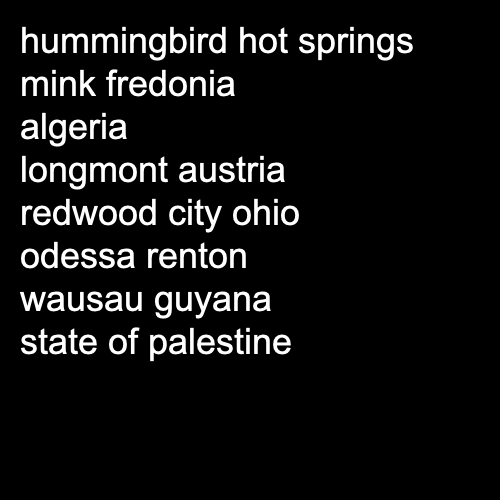 hummingbird hot springs
mink fredonia
algeria
longmont austria
redwood city ohio
odessa renton
wausau guyana
state of palestine